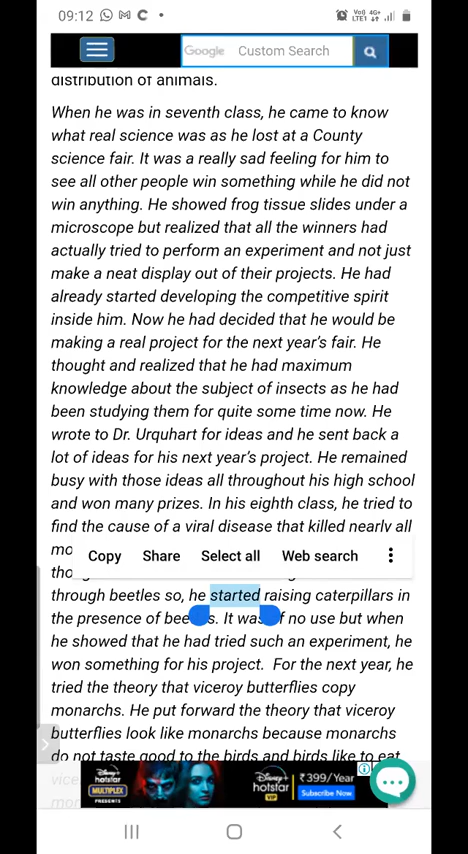 09:12
Vo)) 4G+
LTE1
Google Custom Search
distribution of animals.
When he was in seventh class, he came to know
what real science was as he lost at a County
science fair. It was a really sad feeling for him to
see all other people win something while he did not
win anything. He showed frog tissue slides under a
microscope but realized that all the winners had
actually tried to perform an experiment and not just
make a neat display out of their projects. He had
already started developing the competitive spirit
inside him. Now he had decided that he would be
making a real project for the next year's fair. He
thought and realized that he had maximum
knowledge about the subject of insects as he had
been studying them for quite some time now. He
wrote to Dr. Urquhart for ideas and he sent back a
lot of ideas for his next year's project. He remained
busy with those ideas all throughout his high school
and won many prizes. In his eighth class, he tried to
find the cause of a viral disease that killed nearly all
mo
Copy Share Select all Web search
tho
through beetles so, he started raising caterpillars in
the presence of bee s. It was f no use but when
he showed that he had tried such an experiment, he
won something for his project. For the next year, he
tried the theory that viceroy butterflies copy
monarchs. He put forward the theory that viceroy
butterflies look like monarchs because monarchs
do not taste good to the birds and birds like to eat
vice
mor
Disney+ hotstar
MULTIPLEX
PRESENTS
Disney+ hotstar VIP
₹399/Year
Subscribe Now